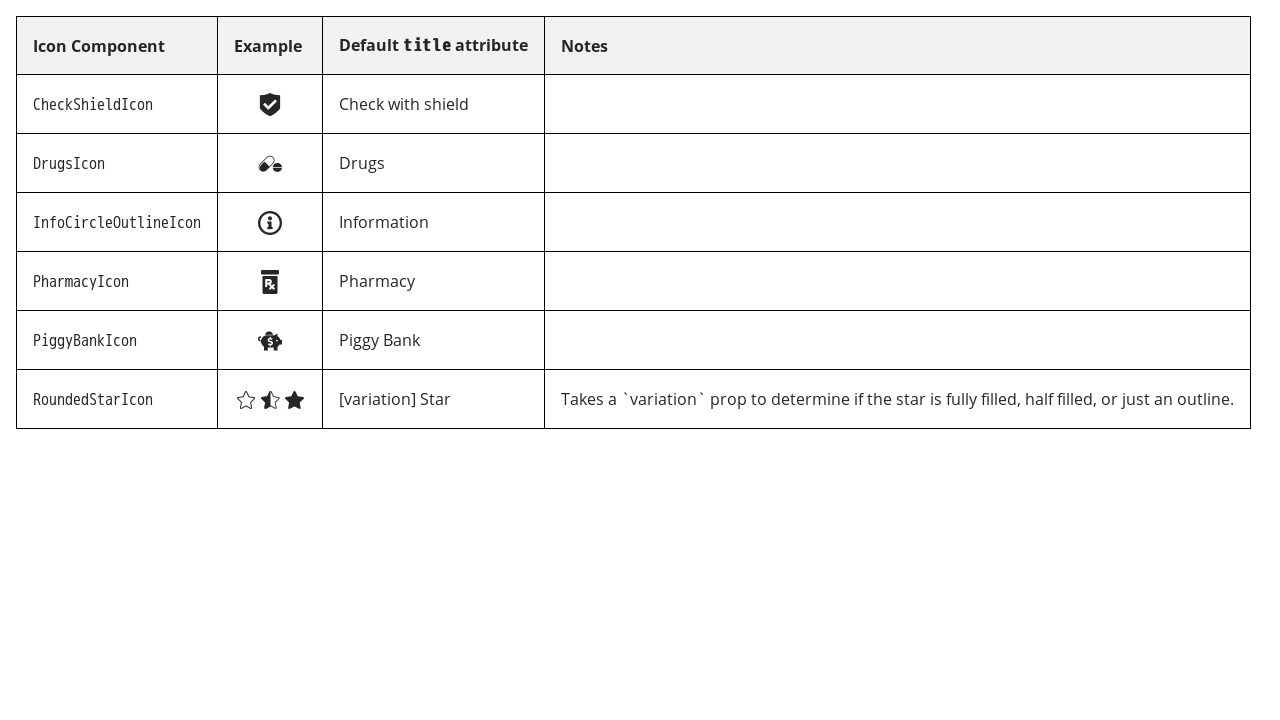 Icon Component Example Default title attribute Notes
CheckShieldIcon Check with shield
DrugsIcon Drugs
InfoCircleOutlineIcon Information
PharmacyIcon Pharmacy
PiggyBankIcon Piggy Bank
RoundedStarIcon [variation] Star Takes a `variation` prop to determine if the star is fully filled, half filled, or just an outline.